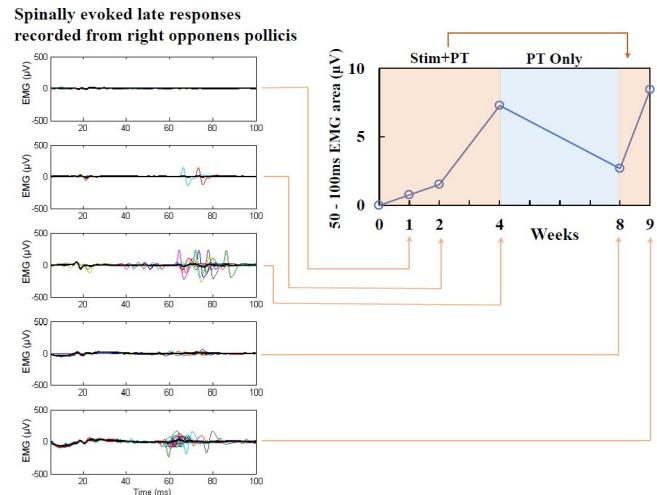 Spinally evoked late responses
recorded from right opponens pollicis
500
0
-500
EMG (µV)
20 40 60 80 100
500
0
-500
EMG (µV)
20 40 60 80 100
500
0
-500
EMG (µV)
20 40 60 80 100
500
0
-500
EMG (µV)
20 40 60 80 100
500
0
-500
EMG (µV)
20 40 60 80 100
Time (ms)
Stim+PT PT Only
10
5
0
50 - 100ms EMG area (µV)
0 1 2 4 8 9
Weeks